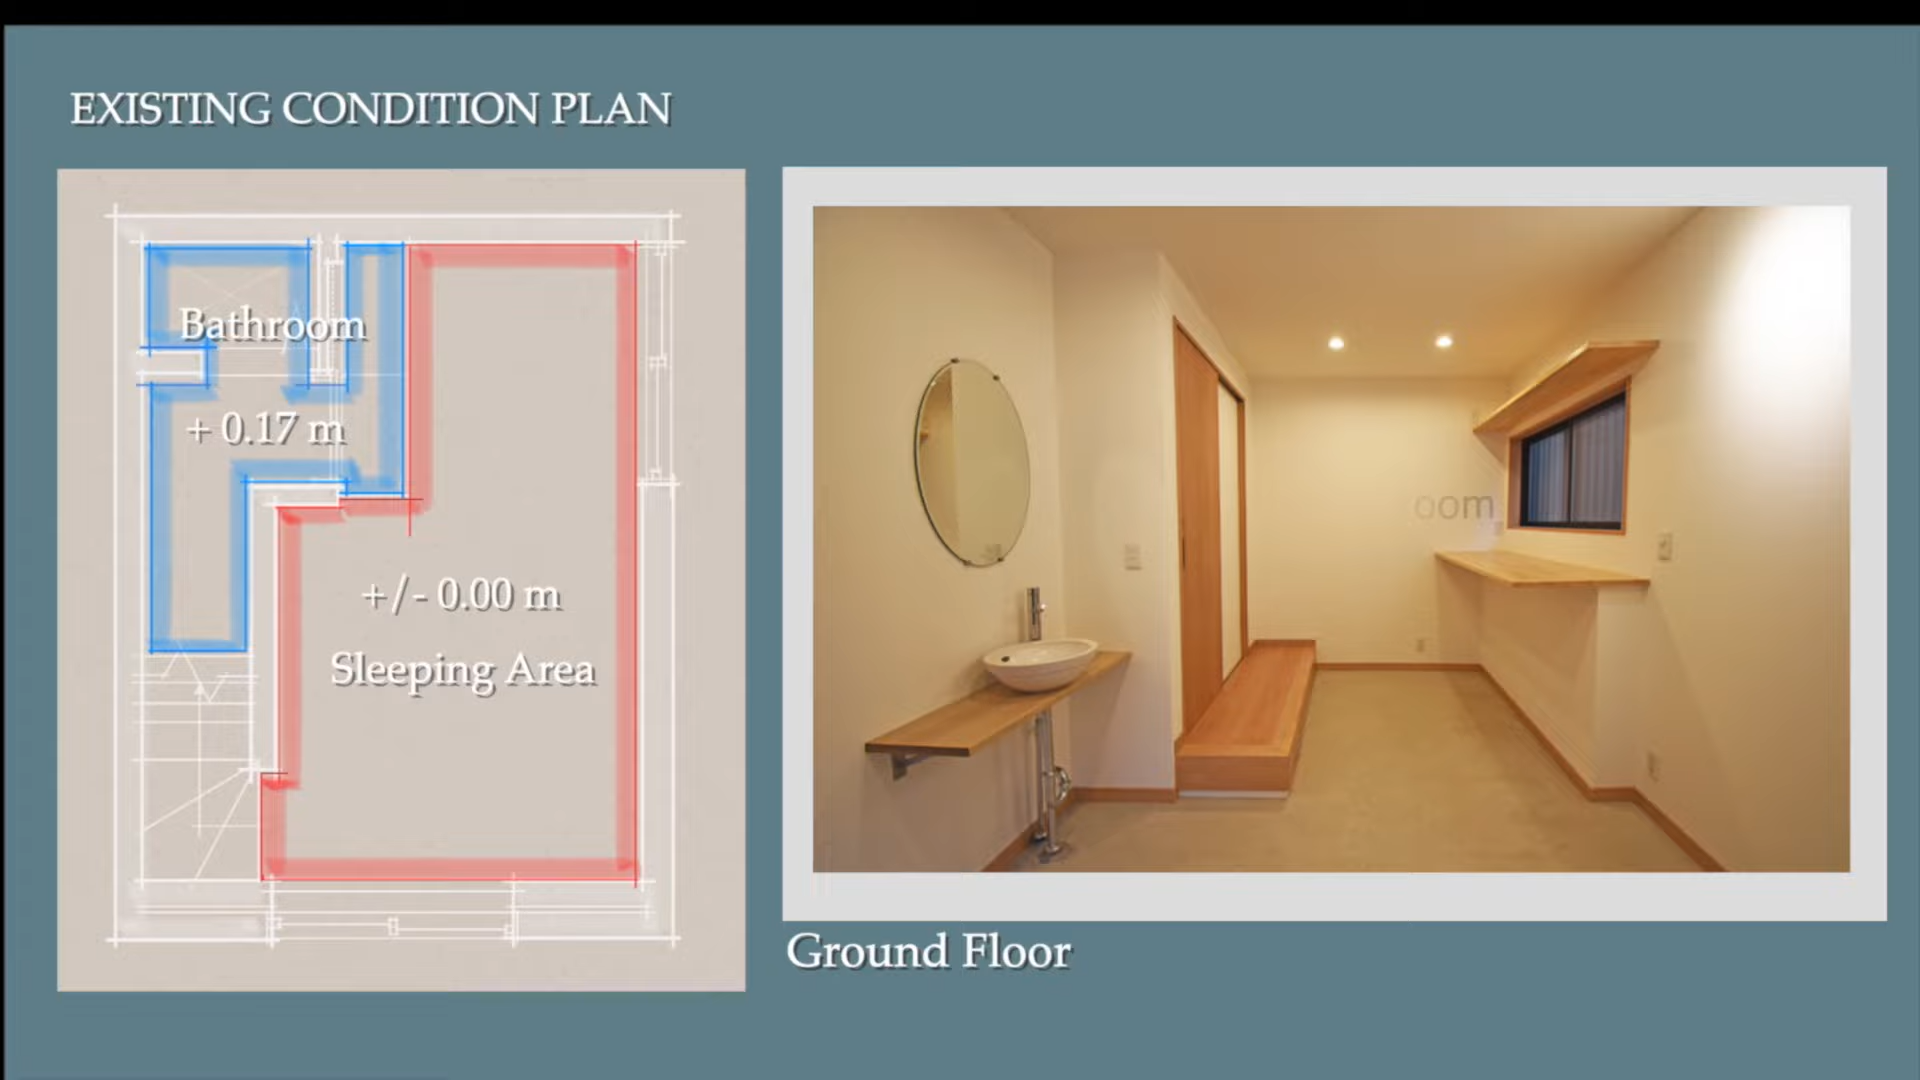 EXISTING CONDITION PLAN
Bathroom
+ 0.17 m
+/- 0.00 m
Sleeping Area
oom
Ground Floor